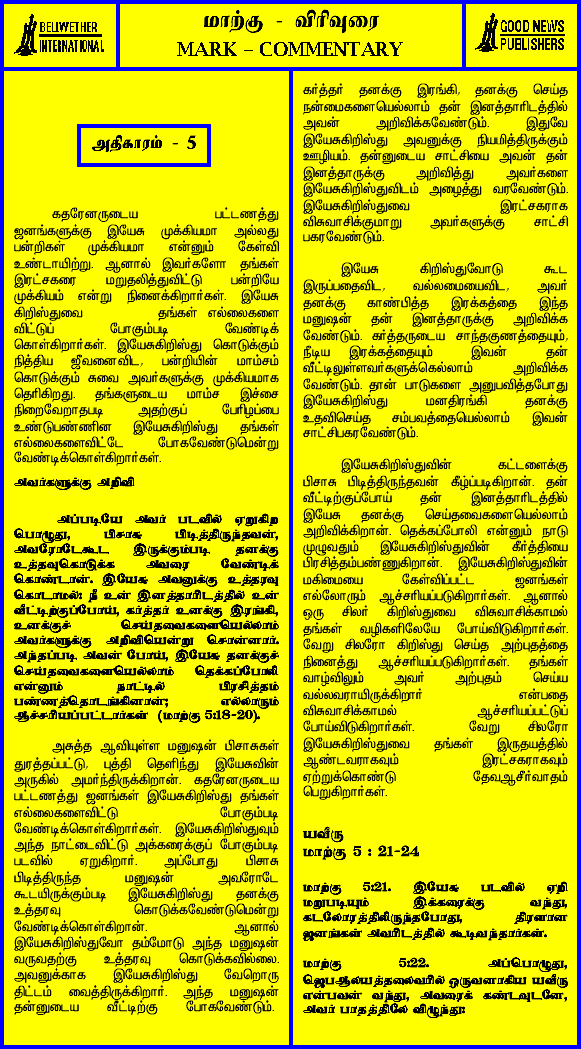 BELLWETHER
INTERNATIONAL
மாற்கு - விரிவுரை
MARK – COMMENTARY
GOOD NEWS
PUBLISHERS
அதிகாரம் - 5
கதரேனருடைய பட்டணத்து
ஜனங்களுக்கு இயேசு முக்கியமா அல்லது
பன்றிகள் முக்கியமா என்னும் கேள்வி
உண்டாயிற்று. ஆனால் இவர்களோ தங்கள்
இரட்சகரை மறுதலித்துவிட்டு பன்றியே
முக்கியம் என்று நினைக்கிறார்கள். இயேசு
கிறிஸ்துவை தங்கள் எல்லைகளை
விட்டுப் போகும்படி வேண்டிக்
கொள்கிறார்கள். இயேசுகிறிஸ்து கொடுக்கும்
நித்திய ஜீவனைவிட, பன்றியின் மாம்சம்
கொடுக்கும் சுவை அவர்களுக்கு முக்கியமாக
தெரிகிறது. தங்களுடைய மாம்ச இச்சை
நிறைவேறாதபடி அதற்குப் பேரிழப்பை
உண்டுபண்ணின இயேசுகிறிஸ்து தங்கள்
எல்லைகளைவிட்டே போகவேண்டுமென்று
வேண்டிக்கொள்கிறார்கள்.
அவர்களுக்கு அறிவி
அப்படியே அவர் படவில் ஏறுகிற
பொழுது, பிசாசு பிடித்திருந்தவன்,
அவரோடேகூட இருக்கும்படி தனக்கு
உத்தரவுகொடுக்க அவரை வேண்டிக்
கொண்டான். இயேசு அவனுக்கு உத்தரவு
கொடாமல்: நீ உன் இனத்தாரிடத்தில் உன்
வீட்டிற்குப்போய், கர்த்தர் உனக்கு இரங்கி,
உனக்குச் செய்தவைகளையெல்லாம்
அவர்களுக்கு அறிவியென்று சொன்னார்.
அந்தப்படி அவன் போய், இயேசு தனக்குச்
செய்தவைகளையெல்லாம் தெக்கப்போலி
என்னும் நாட்டில் பிரசித்தம்
பண்ணத்தொடங்கினான்; எல்லாரும்
ஆச்சரியப்பட்டார்கள் (மாற்கு 5:18-20).
அசுத்த ஆவியுள்ள மனுஷன் பிசாசுகள்
துரத்தப்பட்டு, புத்தி தெளிந்து இயேசுவின்
அருகில் அமர்ந்திருக்கிறான். கதரேனருடைய
பட்டணத்து ஜனங்கள் இயேசுகிறிஸ்து தங்கள்
எல்லைகளைவிட்டு போகும்படி
வேண்டிக்கொள்கிறார்கள். இயேசுகிறிஸ்துவும்
அந்த நாட்டைவிட்டு அக்கரைக்குப் போகும்படி
படவில் ஏறுகிறார். அப்போது பிசாசு
பிடித்திருந்த மனுஷன் அவரோடே
கூடயிருக்கும்படி இயேசுகிறிஸ்து தனக்கு
உத்தரவு கொடுக்கவேண்டுமென்று
வேண்டிக்கொள்கிறான். ஆனால்
இயேசுகிறிஸ்துவோ தம்மோடு அந்த மனுஷன்
வருவதற்கு உத்தரவு கொடுக்கவில்லை.
அவனுக்காக இயேசுகிறிஸ்து வேறொரு
திட்டம் வைத்திருக்கிறார். அந்த மனுஷன்
தன்னுடைய வீட்டிற்கு போகவேண்டும்.
கர்த்தர் தனக்கு இரங்கி, தனக்கு செய்த
நன்மைகளையெல்லாம் தன் இனத்தாரிடத்தில்
அவன் அறிவிக்கவேண்டும். இதுவே
இயேசுகிறிஸ்து அவனுக்கு நியமித்திருக்கும்
ஊழியம். தன்னுடைய சாட்சியை அவன் தன்
இனத்தாருக்கு அறிவித்து அவர்களை
இயேசுகிறிஸ்துவிடம் அழைத்து வரவேண்டும்.
இயேசுகிறிஸ்துவை இரட்சகராக
விசுவாசிக்குமாறு அவர்களுக்கு சாட்சி
பகரவேண்டும்.
இயேசு கிறிஸ்துவோடு கூட
இருப்பதைவிட, வல்லமையைவிட, அவர்
தனக்கு காண்பித்த இரக்கத்தை இந்த
மனுஷன் தன் இனத்தாருக்கு அறிவிக்க
வேண்டும். கர்த்தருடைய சாந்தகுணத்தையும்,
நீடிய இரக்கத்தையும் இவன் தன்
வீட்டிலுள்ளவர்களுக்கெல்லாம் அறிவிக்க
வேண்டும். தான் பாடுகளை அனுபவித்தபோது
இயேசுகிறிஸ்து மனதிரங்கி தனக்கு
உதவிசெய்த சம்பவத்தையெல்லாம் இவன்
சாட்சிபகரவேண்டும்.
இயேசுகிறிஸ்துவின் கட்டளைக்கு
பிசாசு பிடித்திருந்தவன் கீழ்ப்படிகிறான். தன்
வீட்டிற்குப்போய் தன் இனத்தாரிடத்தில்
இயேசு தனக்கு செய்தவைகளையெல்லாம்
அறிவிக்கிறான். தெக்கப்போலி என்னும் நாடு
முழுவதும் இயேசுகிறிஸ்துவின் கீர்த்தியை
பிரசித்தம்பண்ணுகிறான். இயேசுகிறிஸ்துவின்
மகிமையை கேள்விப்பட்ட ஜனங்கள்
எல்லோரும் ஆச்சரியப்படுகிறார்கள். ஆனால்
ஒரு சிலர் கிறிஸ்துவை விசுவாசிக்காமல்
தங்கள் வழிகளிலேயே போய்விடுகிறார்கள்.
வேறு சிலரோ கிறிஸ்து செய்த அற்புதத்தை
நினைத்து ஆச்சரியப்படுகிறார்கள். தங்கள்
வாழ்விலும் அவர் அற்புதம் செய்ய
வல்லவராயிருக்கிறார் என்பதை
விசுவாசிக்காமல் ஆச்சரியப்பட்டுப்
போய்விடுகிறார்கள். வேறு சிலரோ
இயேசுகிறிஸ்துவை தங்கள் இருதயத்தில்
ஆண்டவராகவும் இரட்சகராகவும்
ஏற்றுக்கொண்டு தேவஆசீர்வாதம்
பெறுகிறார்கள்.
யவீரு
மாற்கு 5 : 21-24
மாற்கு 5:21. இயேசு படவில் ஏறி
மறுபடியும் இக்கரைக்கு வந்து,
கடலோரத்திலிருந்தபோது, திரளான
ஜனங்கள் அவரிடத்தில் கூடிவந்தார்கள்.
மாற்கு 5:22. அப்பொழுது,
ஜெபஆலயத்தலைவரில் ஒருவனாகிய யவீரு
என்பவன் வந்து, அவரைக் கண்டவுடனே,
அவர் பாதத்திலே விழுந்து: